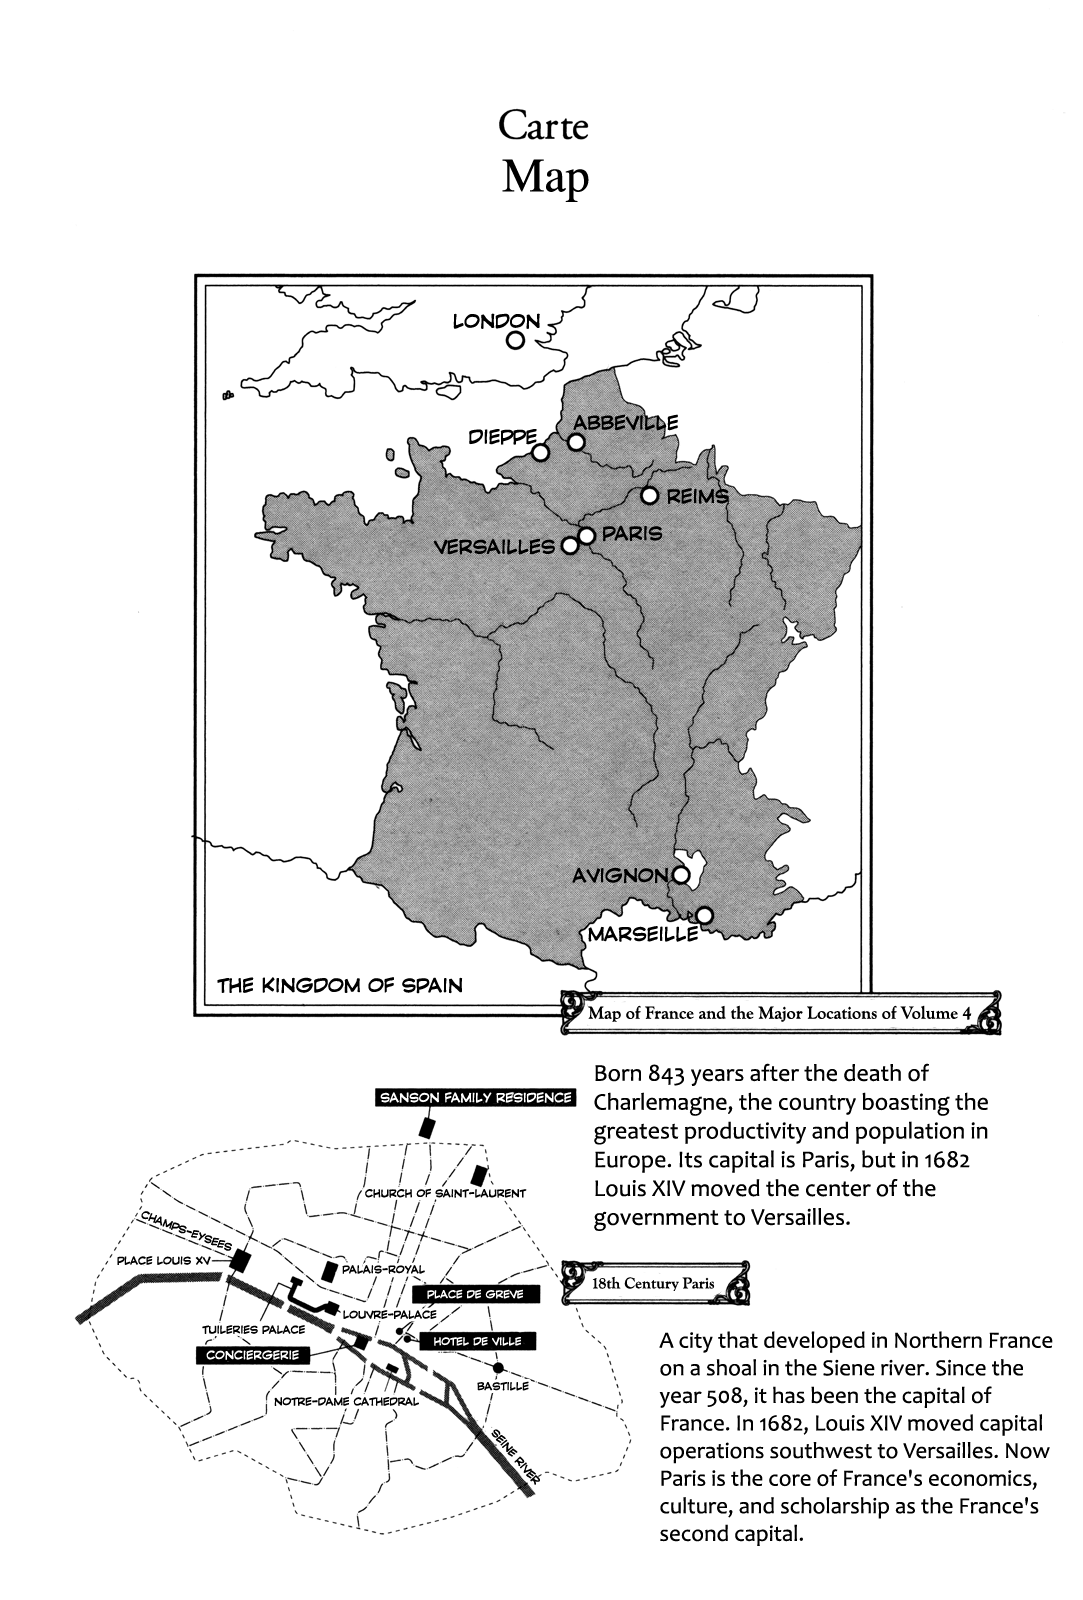 Carte
Map
LONDON
ABBEVILLE
DIEPPE
REIMS
PARIS
VERSAILLES
AVIGNON
MARSEILLE
THE KINGDOM OF SPAIN
Map of France and the Major Locations of Volume 4
Born 843 years after the death of
Charlemagne, the country boasting the
greatest productivity and population in
Europe. Its capital is Paris, but in 1682
Louis XIV moved the center of the
government to Versailles.
SANSON FAMILY RESIDENCE
CHURCH OF SAINT-LAURENT
CHAMPS-EYSEES
PLACE LOUIS XV
PALAIS-ROYAL
PLACE DE GREVE
LOUVRE-PALACE
TUILERIES PALACE
HOTEL DE VILLE
CONCIERGERIE
BASTILLE
NOTRE-DAME CATHEDRAL
SEINE RIVER
18th Century Paris
A city that developed in Northern France
on a shoal in the Siene river. Since the
year 508, it has been the capital of
France. In 1682, Louis XIV moved capital
operations southwest to Versailles. Now
Paris is the core of France's economics,
culture, and scholarship as the France's
second capital.